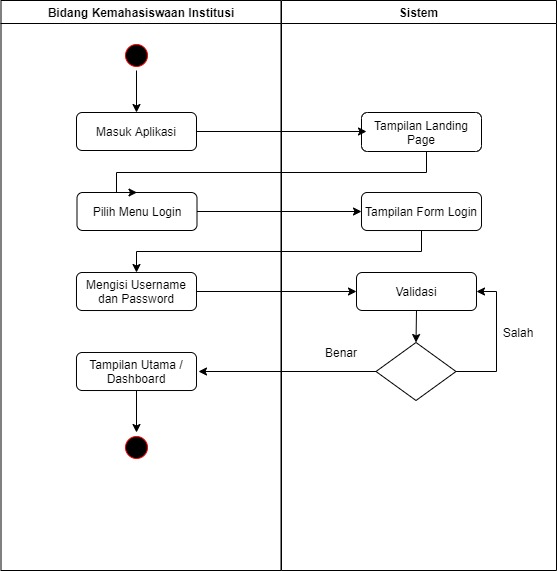 Bidang Kemahasiswaan Institusi
Sistem
Masuk Aplikasi
Tampilan Landing
Page
Pilih Menu Login
Tampilan Form Login
Mengisi Username
dan Password
Validasi
Salah
Benar
Tampilan Utama /
Dashboard